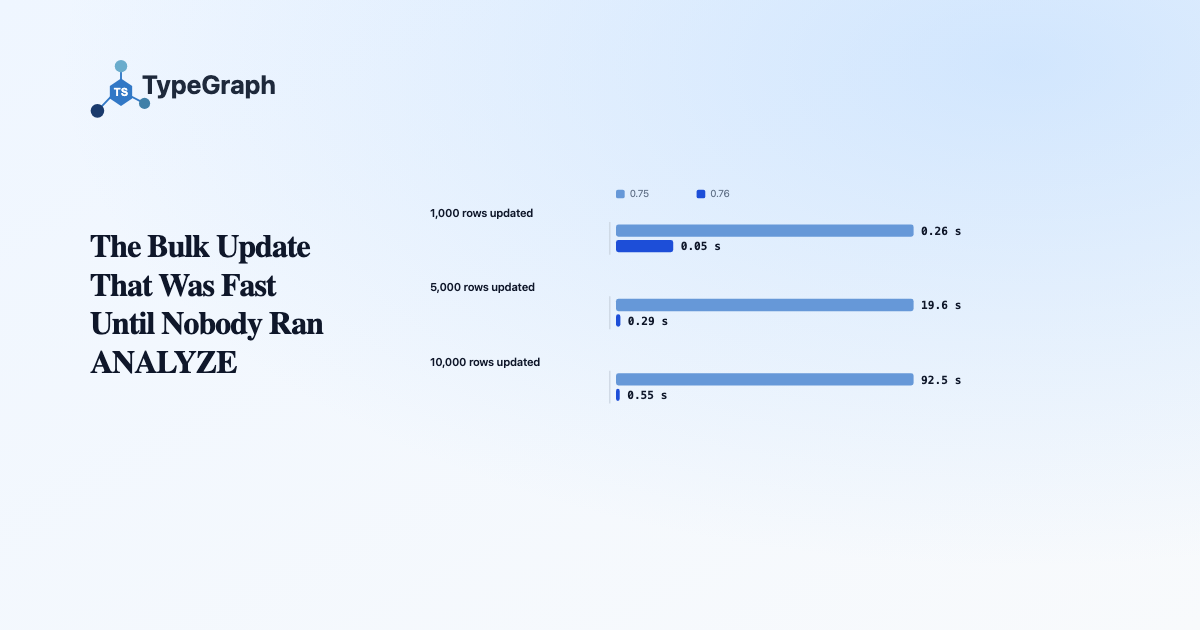 TS
TypeGraph
The Bulk Update
That Was Fast
Until Nobody Ran
ANALYZE
0.75
0.76
1,000 rows updated
0.26 s
0.05 s
5,000 rows updated
19.6 s
0.29 s
10,000 rows updated
92.5 s
0.55 s